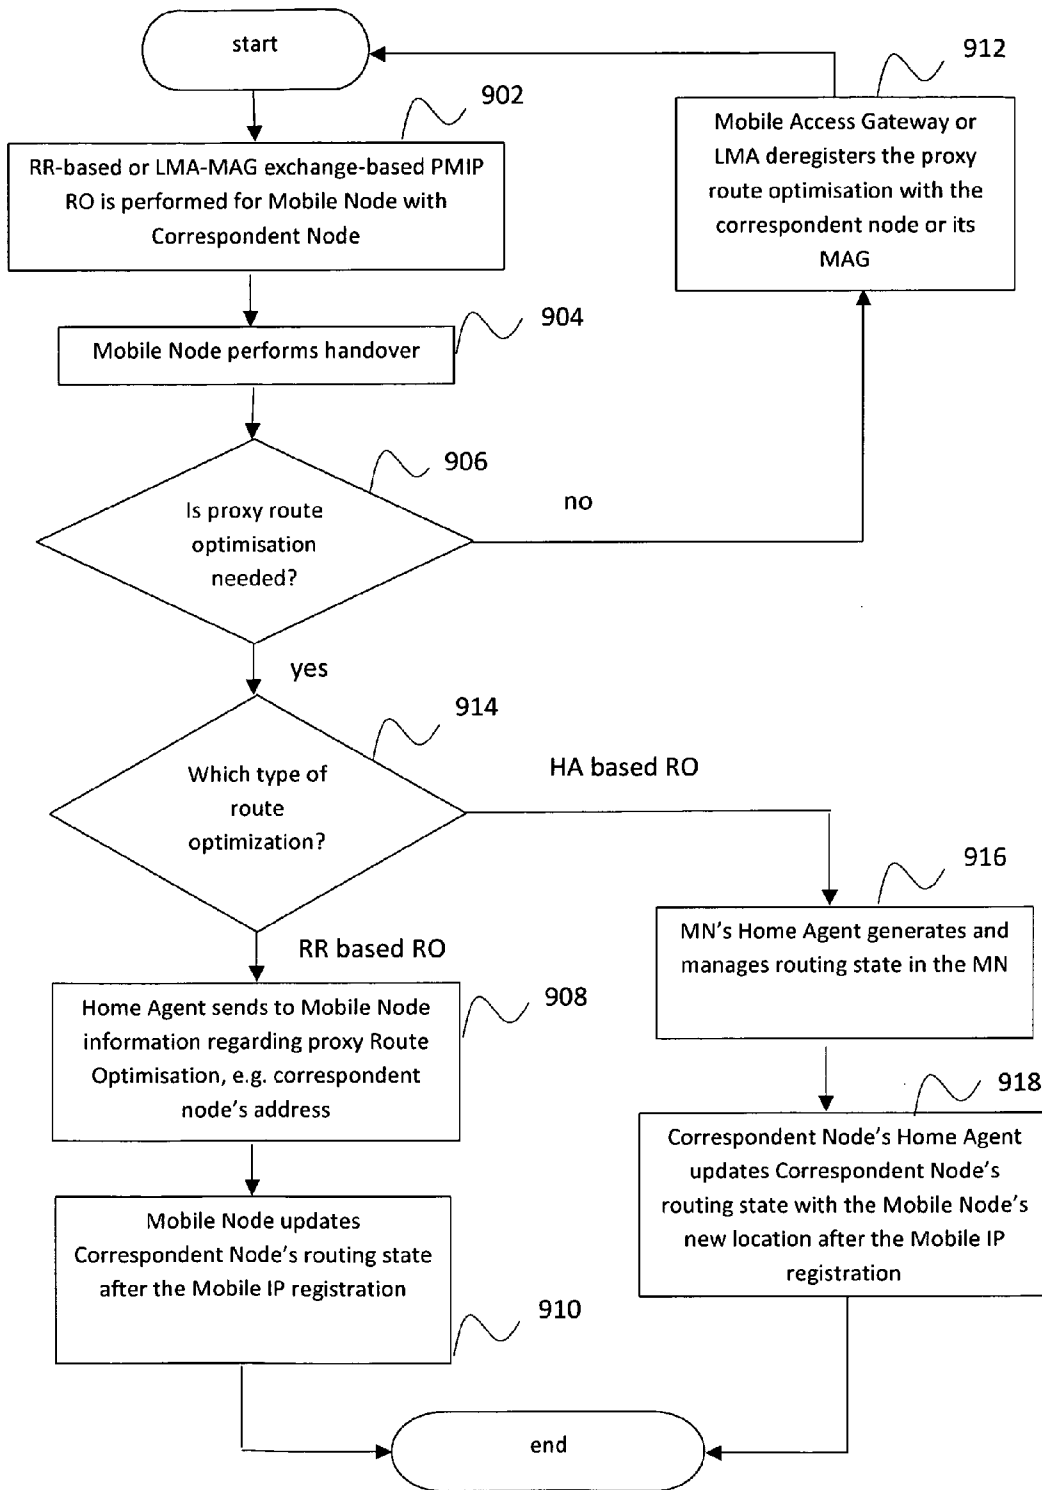 start
902
RR-based or LMA-MAG exchange-based PMIP
RO is performed for Mobile Node with
Correspondent Node
912
Mobile Access Gateway or
LMA deregisters the proxy
route optimisation with the
correspondent node or its
MAG
904
Mobile Node performs handover
906
Is proxy route
optimisation
needed?
no
yes
914
Which type of
route
optimization?
HA based RO
RR based RO
916
MN's Home Agent generates and
manages routing state in the MN
908
Home Agent sends to Mobile Node
information regarding proxy Route
Optimisation, e.g. correspondent
node's address
918
Correspondent Node's Home Agent
updates Correspondent Node's
routing state with the Mobile Node's
new location after the Mobile IP
registration
Mobile Node updates
Correspondent Node's routing state
after the Mobile IP registration
910
end